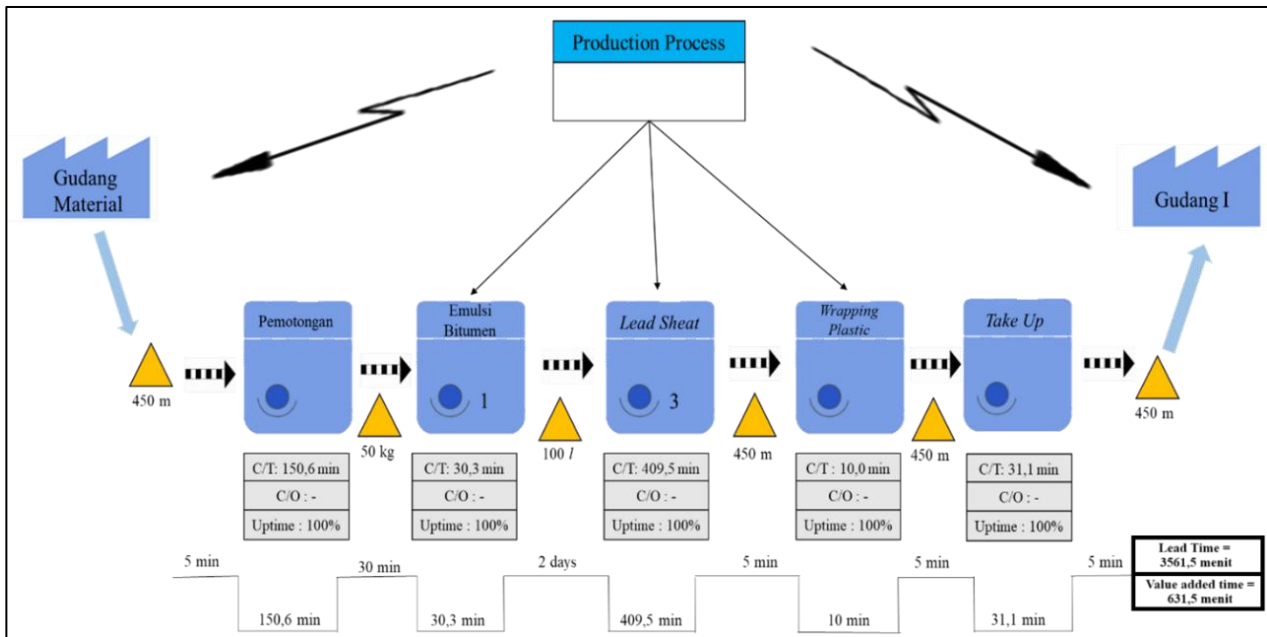 Production Process
Gudang
Material
Gudang I
Pemotongan
Emulsi
Bitumen
Lead Sheat
Wrapping
Plastic
Take Up
1
3
450 m
50 kg
100 l
450 m
450 m
450 m
C/T: 150,6 min
C/O : -
Uptime : 100%
C/T: 30,3 min
C/O : -
Uptime : 100%
C/T: 409,5 min
C/O : -
Uptime : 100%
C/T : 10,0 min
C/O : -
Uptime : 100%
C/T: 31,1 min
C/O : -
Uptime : 100%
5 min
30 min
2 days
5 min
5 min
5 min
150,6 min
30,3 min
409,5 min
10 min
31,1 min
Lead Time =
3561,5 menit
Value added time =
631,5 menit